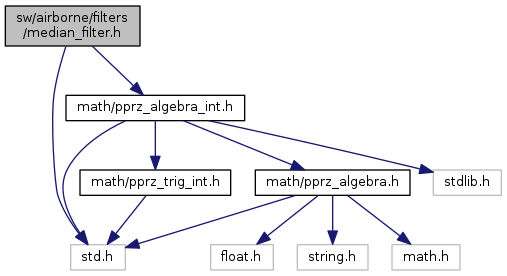 sw/airborne/filters
/median_filter.h
math/pprz_algebra_int.h
math/pprz_trig_int.h
math/pprz_algebra.h
stdlib.h
std.h
float.h
string.h
math.h